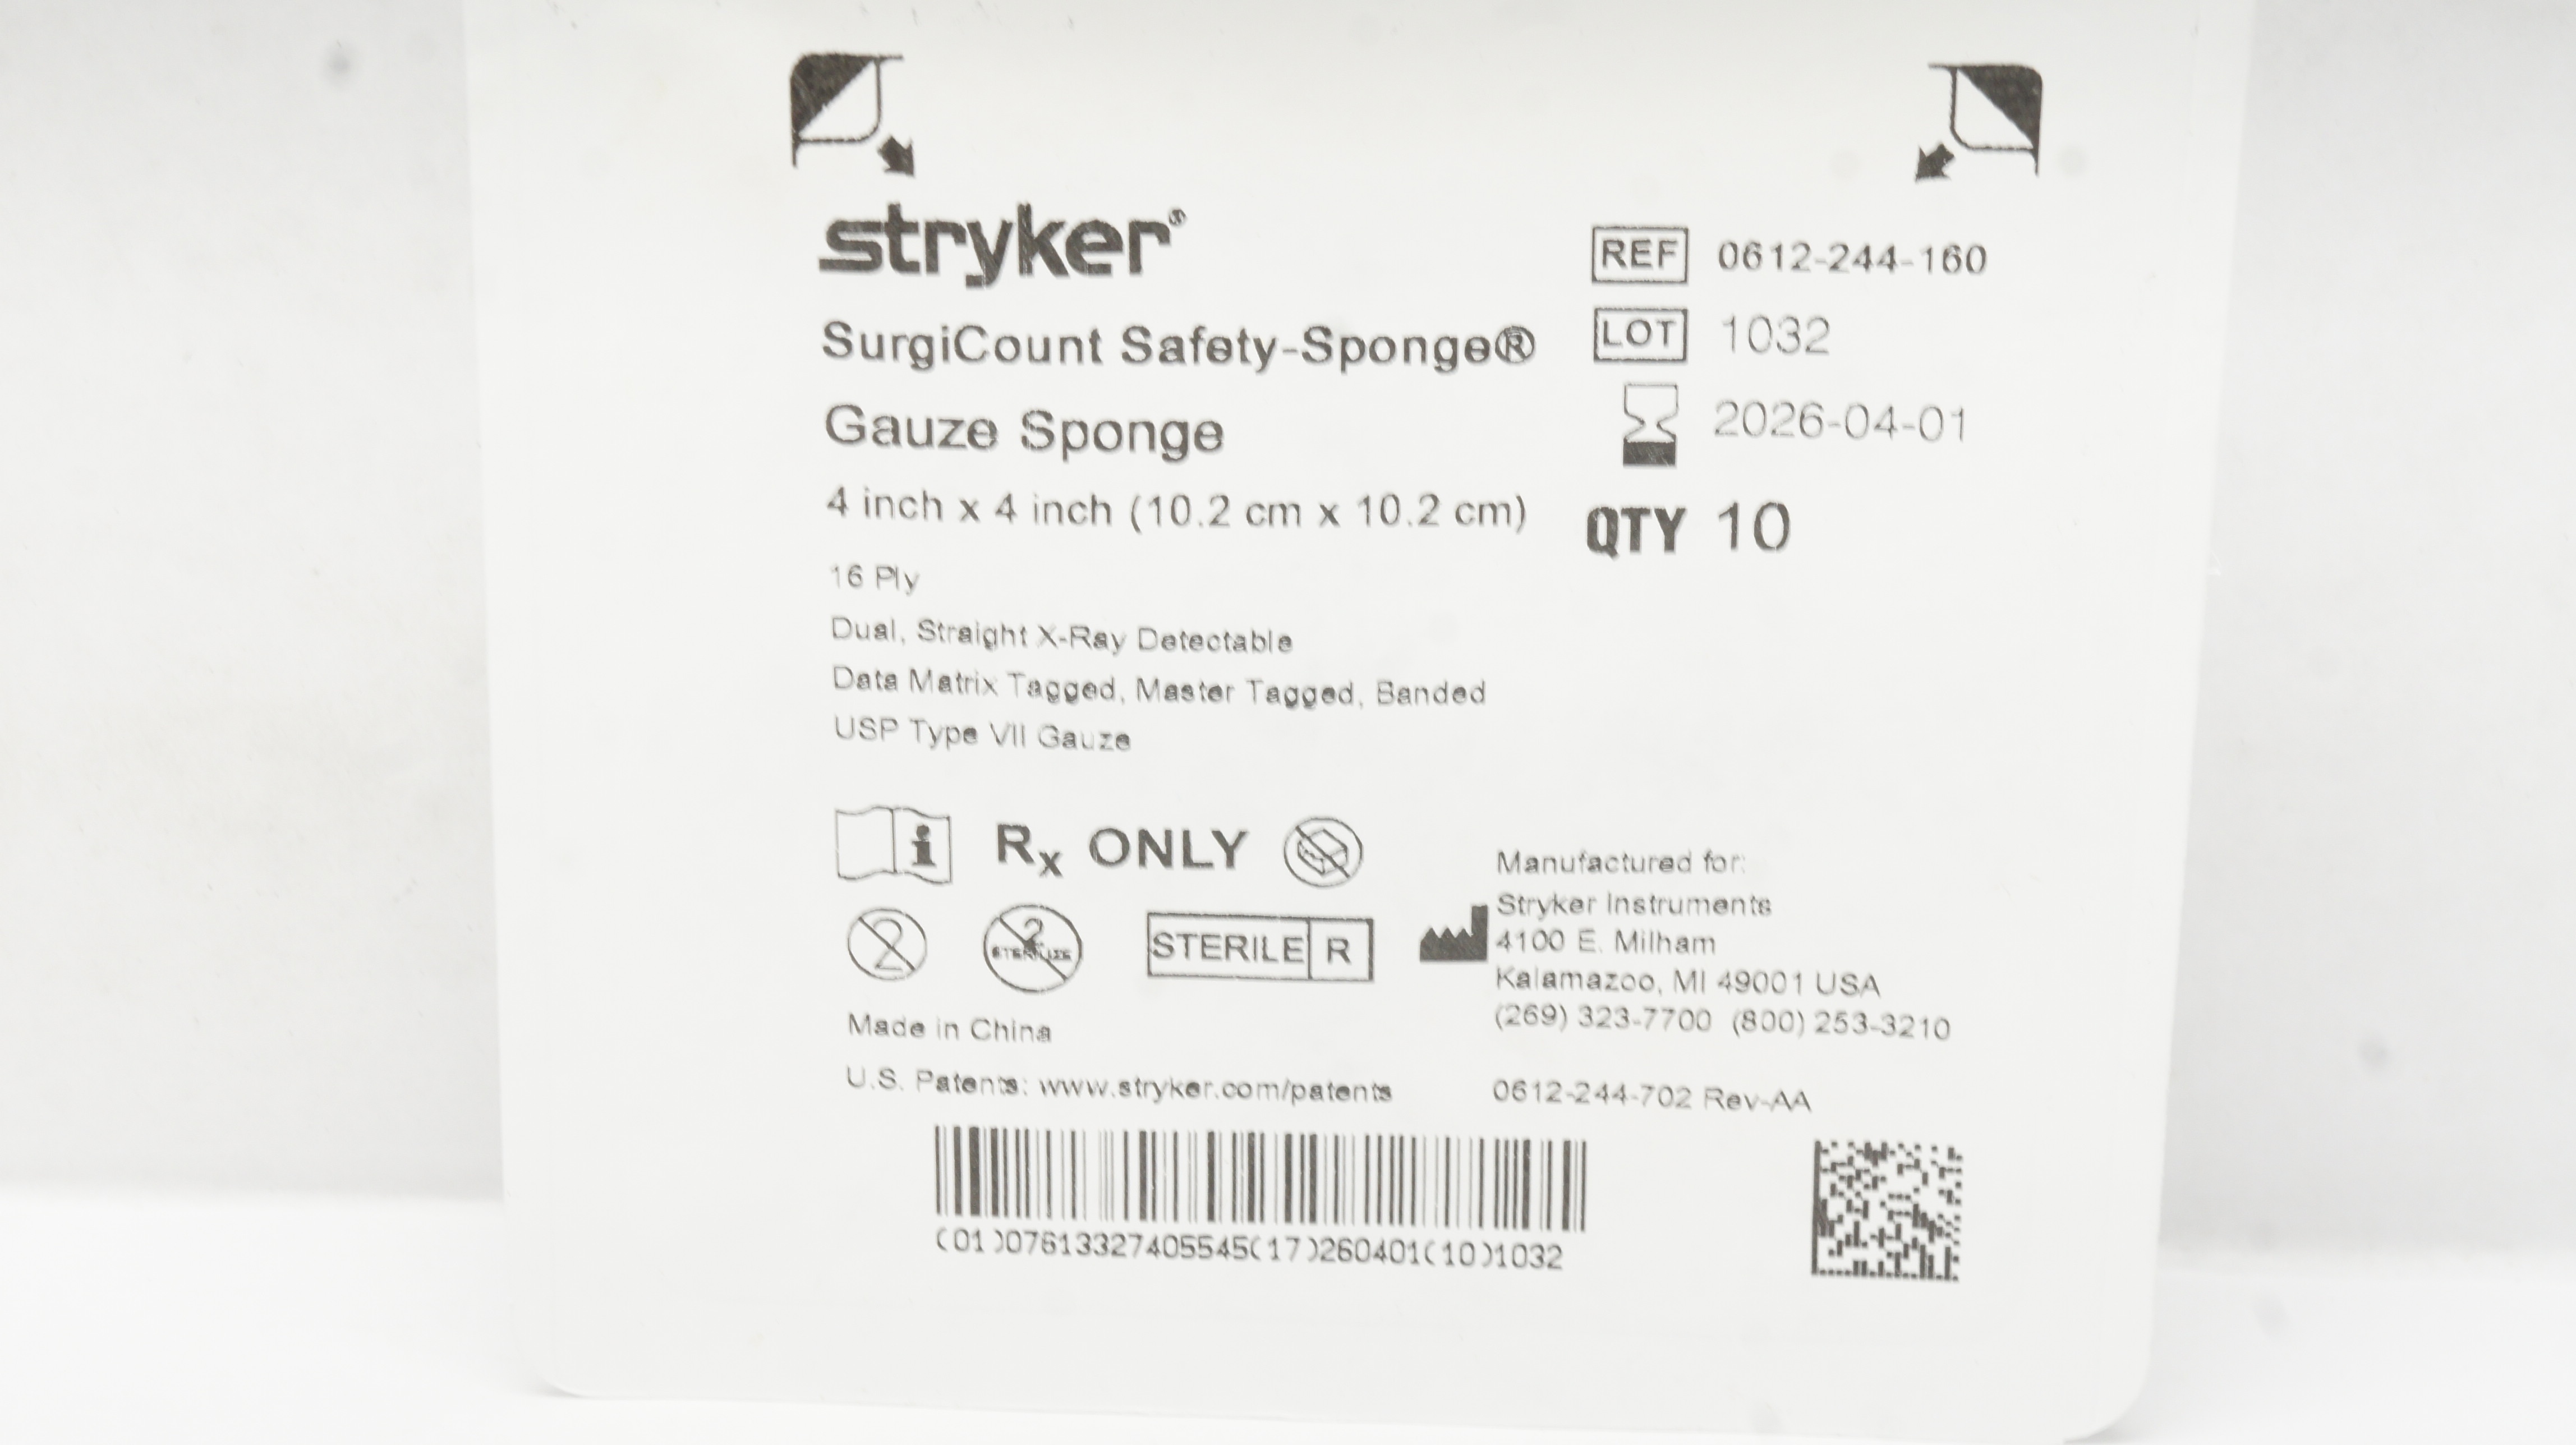 stryker®
SurgiCount Safety-Sponge®
Gauze Sponge
4 inch x 4 inch (10.2 cm x 10.2 cm)
16 Ply
Dual, Straight X-Ray Detectable
Data Matrix Tagged, Master Tagged, Banded
USP Type VII Gauze
REF 0612-244-160
LOT 1032
2026-04-01
QTY 10
i Rx ONLY
2 2 STERILIZE STERILE R
Made in China
U.S. Patents: www.stryker.com/patents
Manufactured for:
Stryker Instruments
4100 E. Milham
Kalamazoo, MI 49001 USA
(269) 323-7700 (800) 253-3210
0612-244-702 Rev-AA
(01)07613327405545(17)260401(10)1032